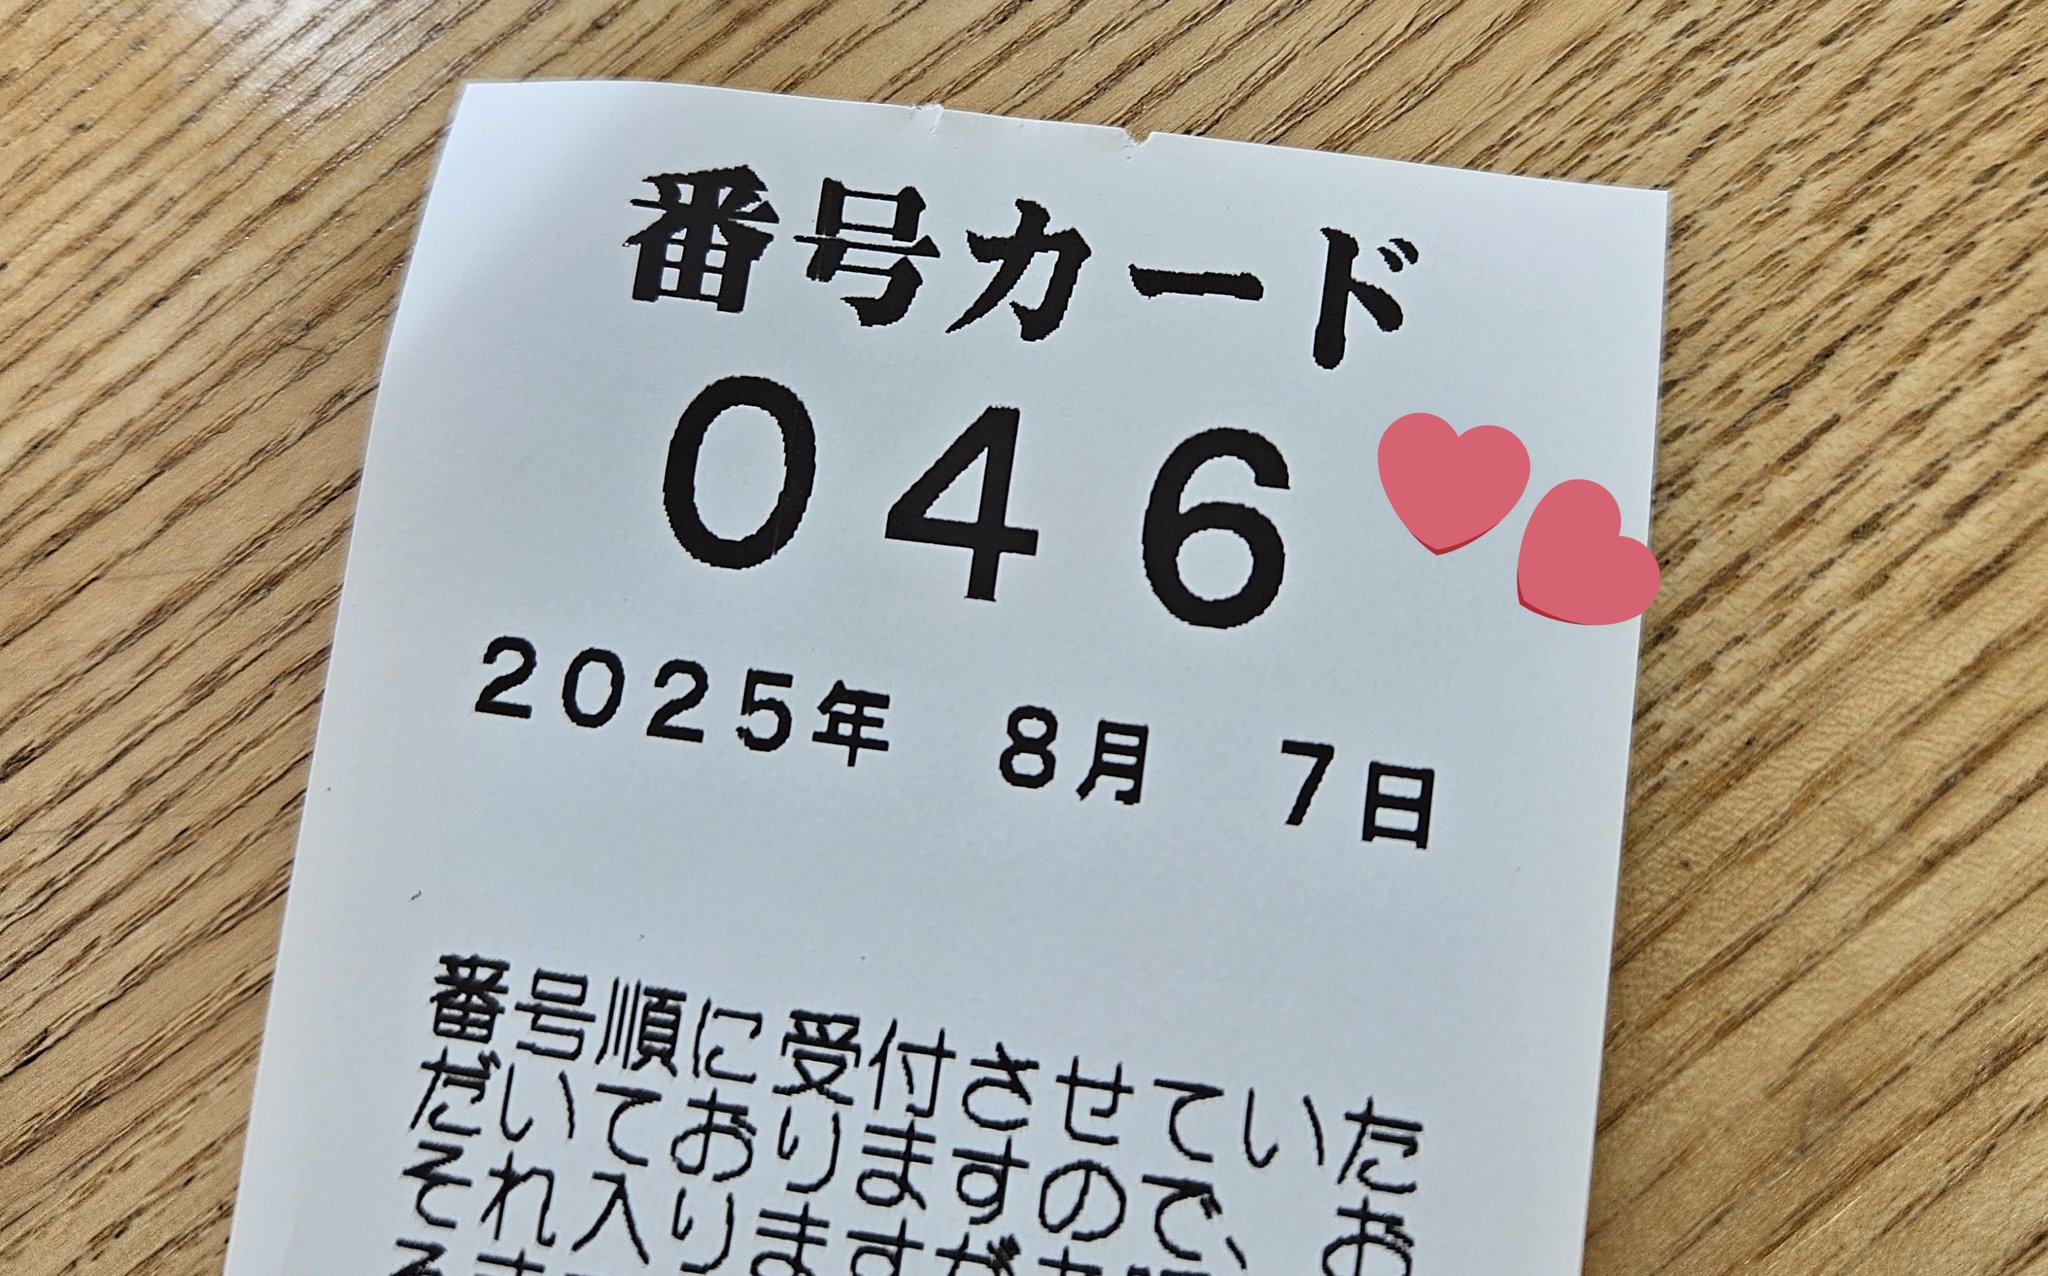 番号カード
046
2025年 8月 7日
番号順に受付させていた
だいております​ので、お
それ入りますが